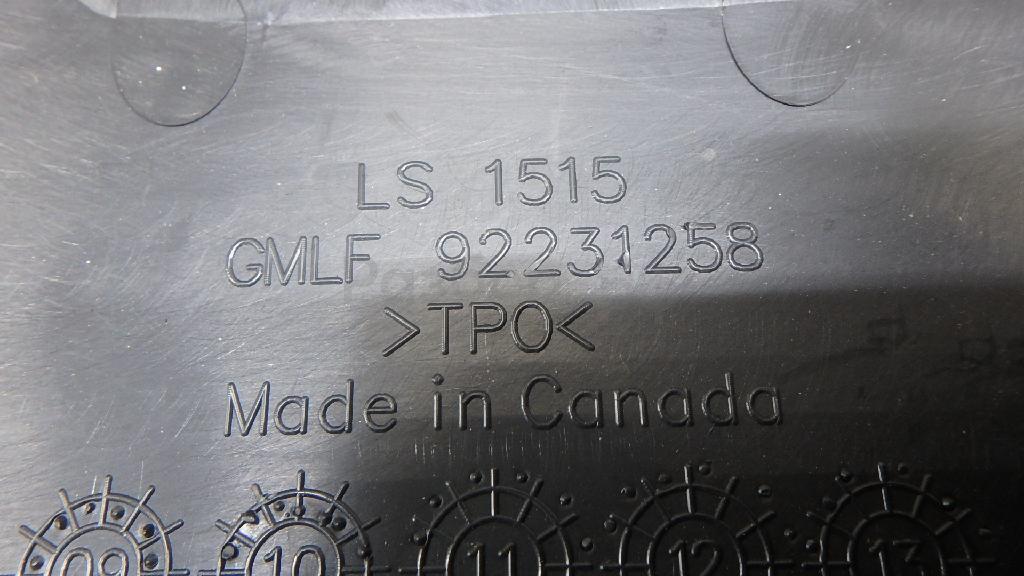 LS 1515
GMLF 92231258
>TPO<
Made in Canada
09 10 11 12 13